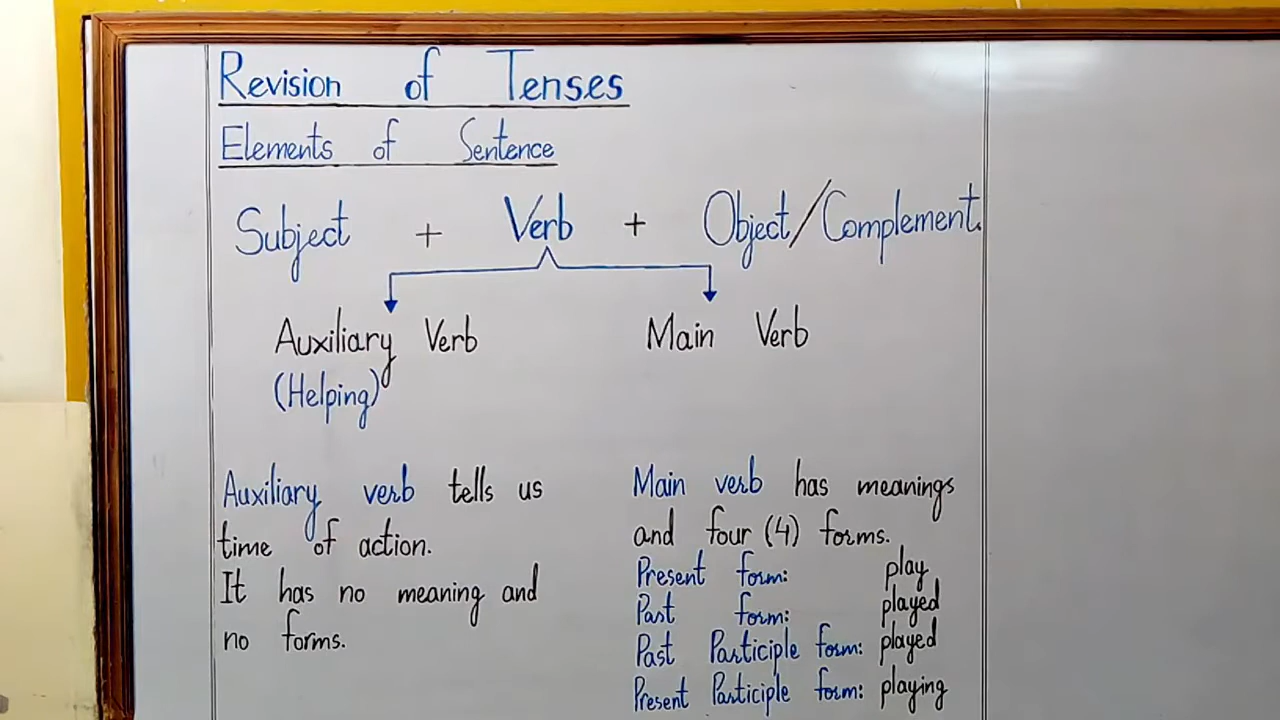 Revision of Tenses
Elements of Sentence
Subject + Verb + Object/Complement.
Auxiliary Verb Main Verb
(Helping)
Auxiliary verb tells us
time of action.
It has no meaning and
no forms.
Main verb has meanings
and four (4) forms.
Present form: play
Past form: played
Past Participle form: played
Present Participle form: playing